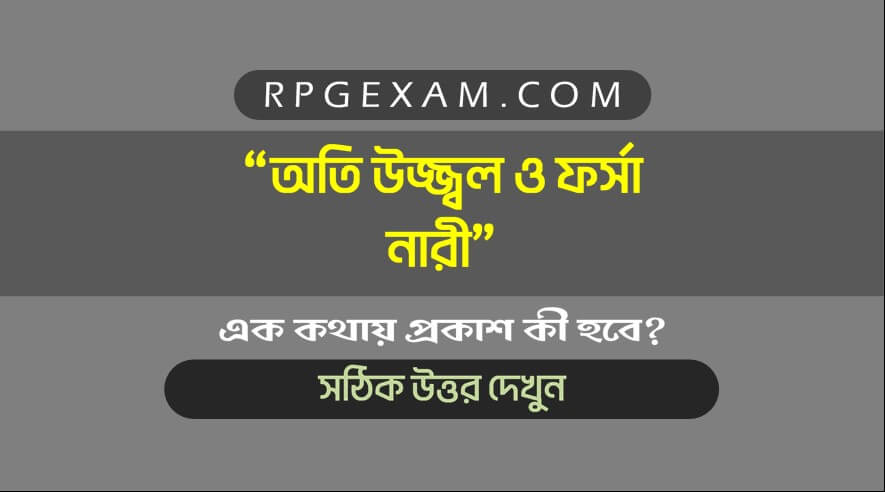 RPGEXAM.COM
“অতি উজ্জ্বল ও ফর্সা
নারী”
এক কথায় প্রকাশ কী হবে?
সঠিক উত্তর দেখুন